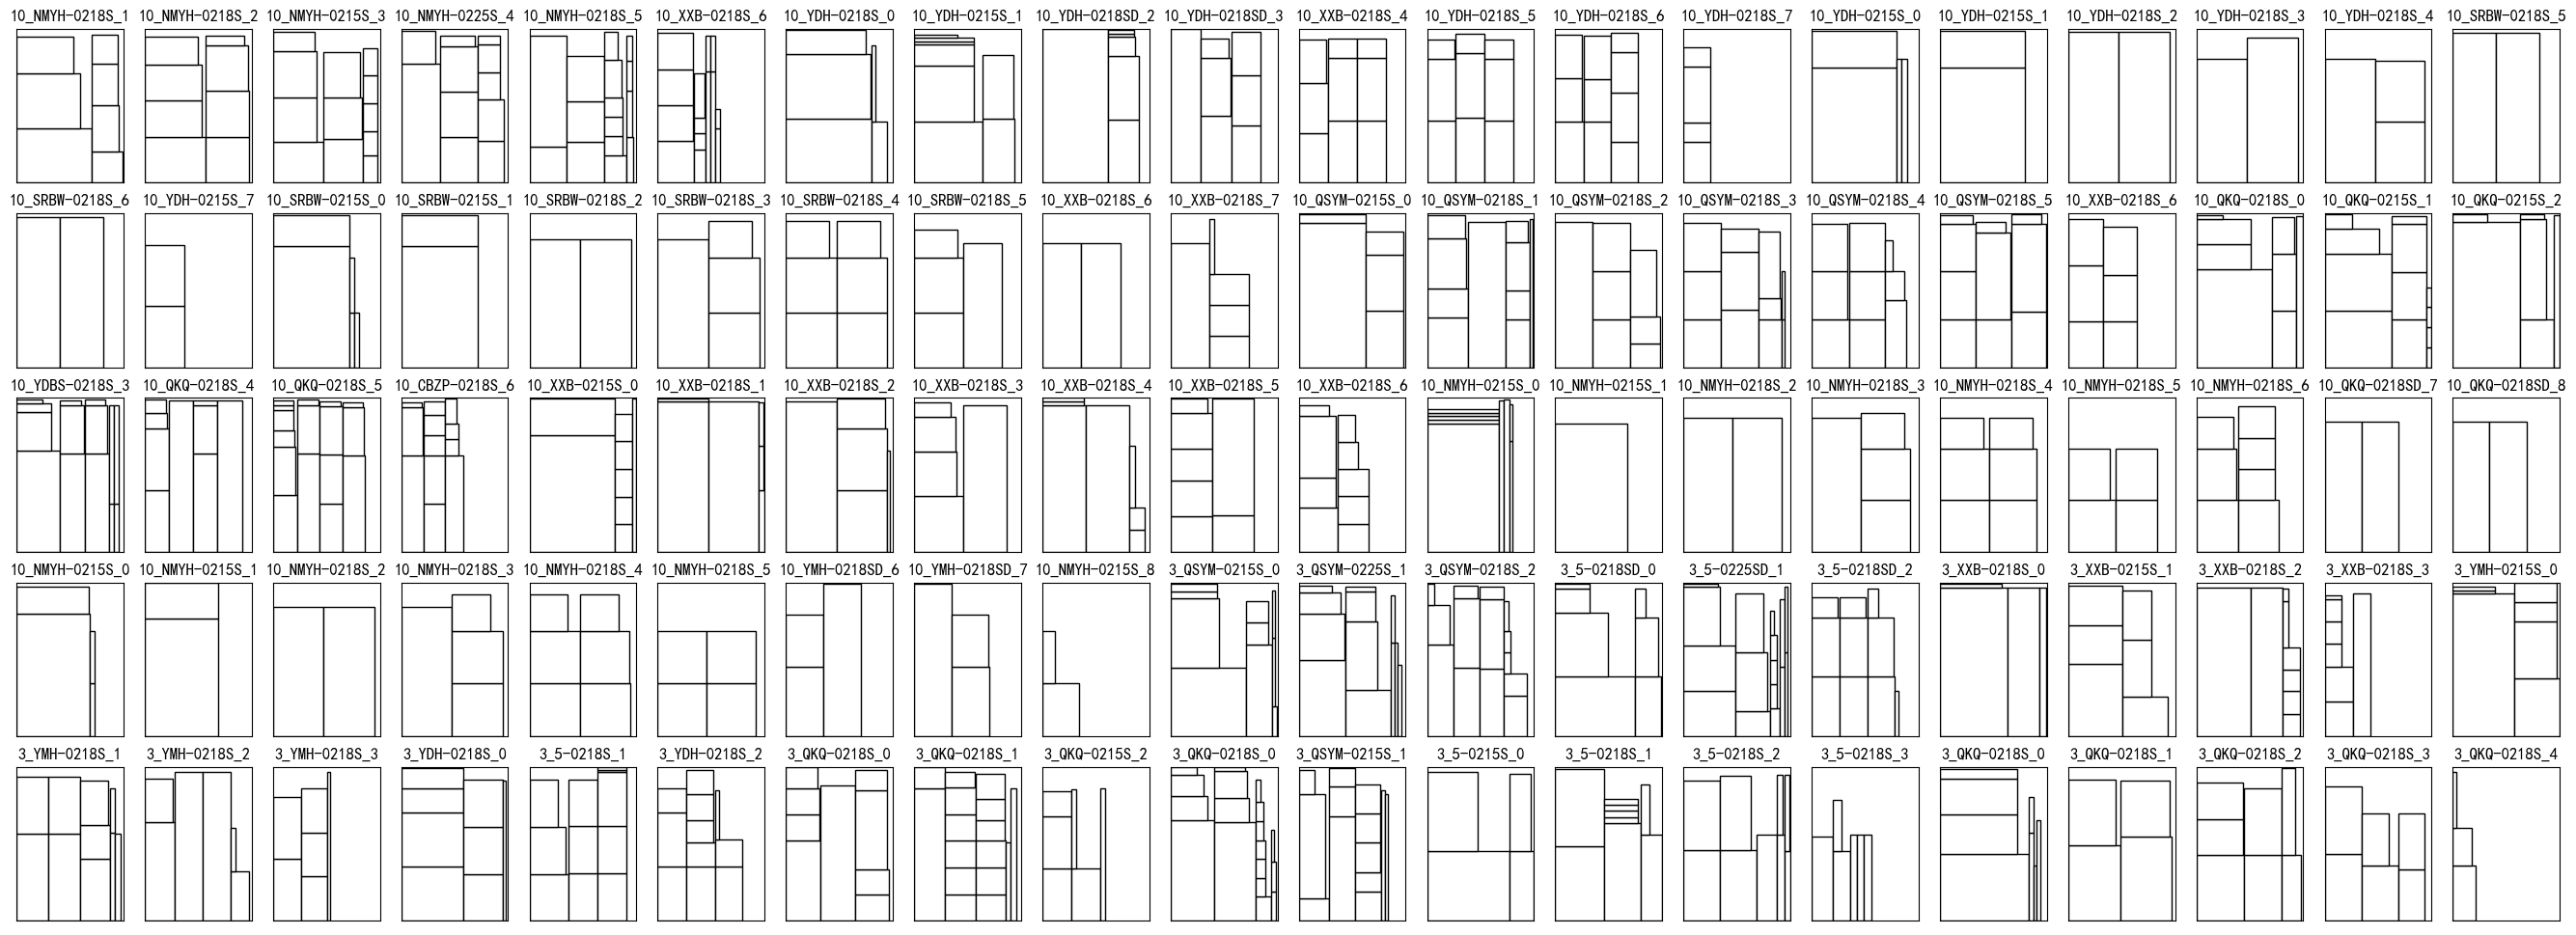 10_NMYH-0218S_1 10_NMYH-0218S_2 10_NMYH-0215S_3 10_NMYH-0225S_4 10_NMYH-0218S_5 10_XXB-0218S_6 10_YDH-0218S_0 10_YDH-0215S_1 10_YDH-0218SD_2 10_YDH-0218SD_3 10_XXB-0218S_4 10_YDH-0218S_5 10_YDH-0218S_6 10_YDH-0218S_7 10_YDH-0215S_0 10_YDH-0215S_1 10_YDH-0218S_2 10_YDH-0218S_3 10_YDH-0218S_4 10_SRBW-0218S_5
10_SRBW-0218S_6 10_YDH-0215S_7 10_SRBW-0215S_0 10_SRBW-0215S_1 10_SRBW-0218S_2 10_SRBW-0218S_3 10_SRBW-0218S_4 10_SRBW-0218S_5 10_XXB-0218S_6 10_XXB-0218S_7 10_QSYM-0215S_0 10_QSYM-0218S_1 10_QSYM-0218S_2 10_QSYM-0218S_3 10_QSYM-0218S_4 10_QSYM-0218S_5 10_XXB-0218S_6 10_QKQ-0218S_0 10_QKQ-0215S_1 10_QKQ-0215S_2
10_YDBS-0218S_3 10_QKQ-0218S_4 10_QKQ-0218S_5 10_CBZP-0218S_6 10_XXB-0215S_0 10_XXB-0218S_1 10_XXB-0218S_2 10_XXB-0218S_3 10_XXB-0218S_4 10_XXB-0218S_5 10_XXB-0218S_6 10_NMYH-0215S_0 10_NMYH-0215S_1 10_NMYH-0218S_2 10_NMYH-0218S_3 10_NMYH-0218S_4 10_NMYH-0218S_5 10_NMYH-0218S_6 10_QKQ-0218SD_7 10_QKQ-0218SD_8
10_NMYH-0215S_0 10_NMYH-0215S_1 10_NMYH-0218S_2 10_NMYH-0218S_3 10_NMYH-0218S_4 10_NMYH-0218S_5 10_YMH-0218SD_6 10_YMH-0218SD_7 10_NMYH-0215S_8 3_QSYM-0215S_0 3_QSYM-0225S_1 3_QSYM-0218S_2 3_5-0218SD_0 3_5-0225SD_1 3_5-0218SD_2 3_XXB-0218S_0 3_XXB-0215S_1 3_XXB-0218S_2 3_XXB-0218S_3 3_YMH-0215S_0
3_YMH-0218S_1 3_YMH-0218S_2 3_YMH-0218S_3 3_YDH-0218S_0 3_5-0218S_1 3_YDH-0218S_2 3_QKQ-0218S_0 3_QKQ-0218S_1 3_QKQ-0215S_2 3_QKQ-0218S_0 3_QSYM-0215S_1 3_5-0215S_0 3_5-0218S_1 3_5-0218S_2 3_5-0218S_3 3_QKQ-0218S_0 3_QKQ-0218S_1 3_QKQ-0218S_2 3_QKQ-0218S_3 3_QKQ-0218S_4